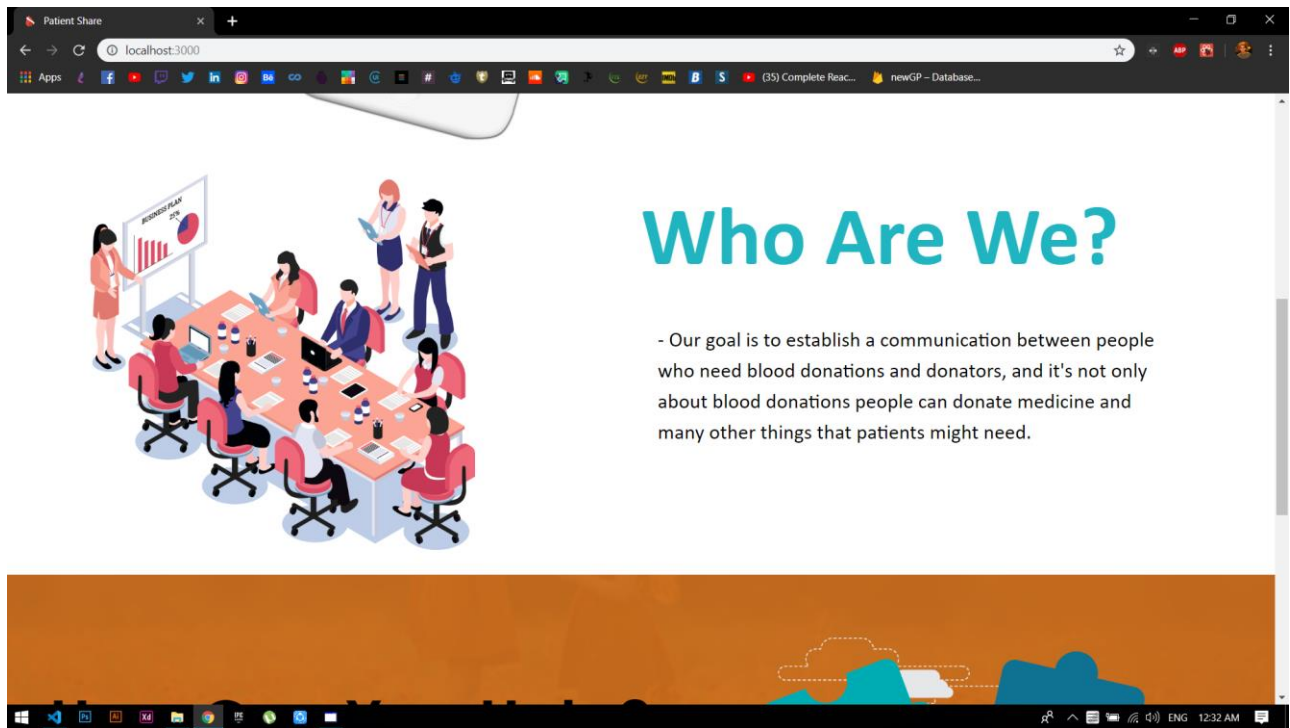 Patient Share
localhost:3000
Apps
(35) Complete Reac...
newGP – Database...
BUSINESS PLAN
25%
Who Are We?
- Our goal is to establish a communication between people
who need blood donations and donators, and it's not only
about blood donations people can donate medicine and
many other things that patients might need.
ENG 12:32 AM